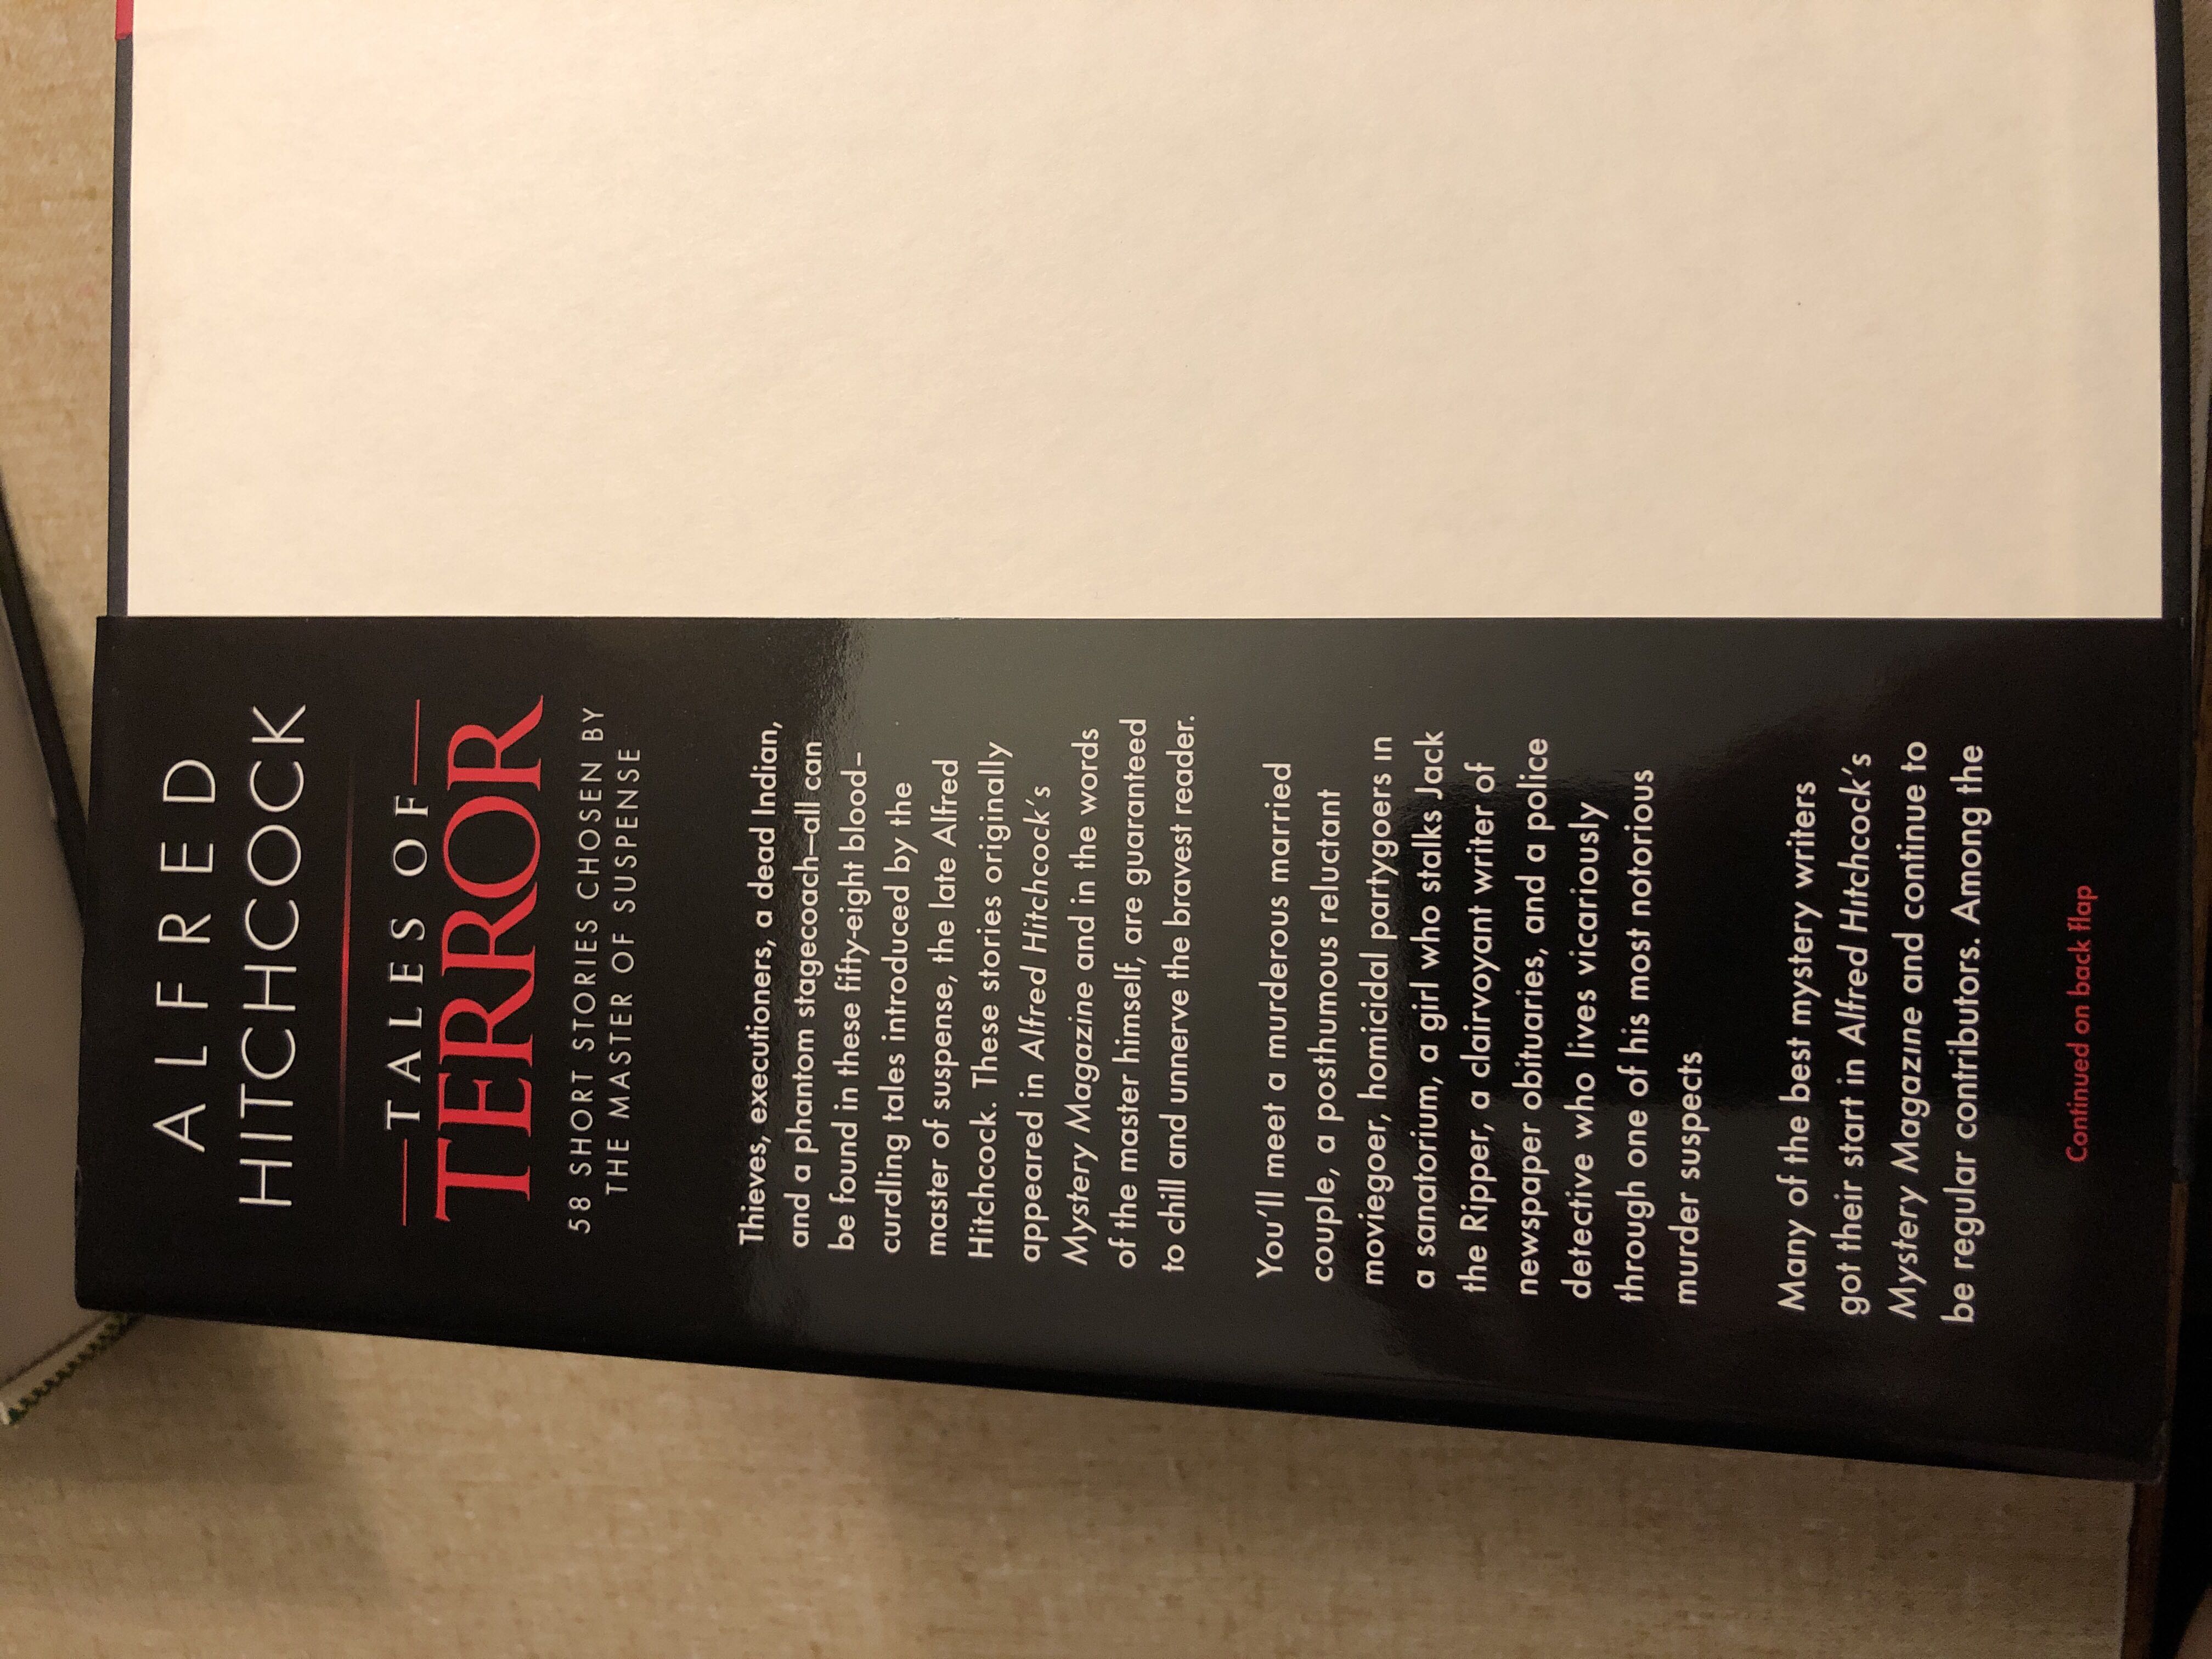 ALFRED
HITCHCOCK
TALES OF
TERROR
58 SHORT STORIES CHOSEN BY
THE MASTER OF SUSPENSE
Thieves, executioners, a dead Indian,
and a phantom stagecoach–all can
be found in these fifty-eight blood-
curdling tales introduced by the
master of suspense, the late Alfred
Hitchcock. These stories originally
appeared in Alfred Hitchcock's
Mystery Magazine and in the words
of the master himself, are guaranteed
to chill and unnerve the bravest reader.
You'll meet a murderous married
couple, a posthumous reluctant
moviegoer, homicidal partygoers in
a sanatorium, a girl who stalks Jack
the Ripper, a clairvoyant writer of
newspaper obituaries, and a police
detective who lives vicariously
through one of his most notorious
murder suspects
Many of the best mystery writers
got their start in Alfred Hitchcock's
Mystery Magazine and continue to
be regular contributors. Among the
Continued on back flap